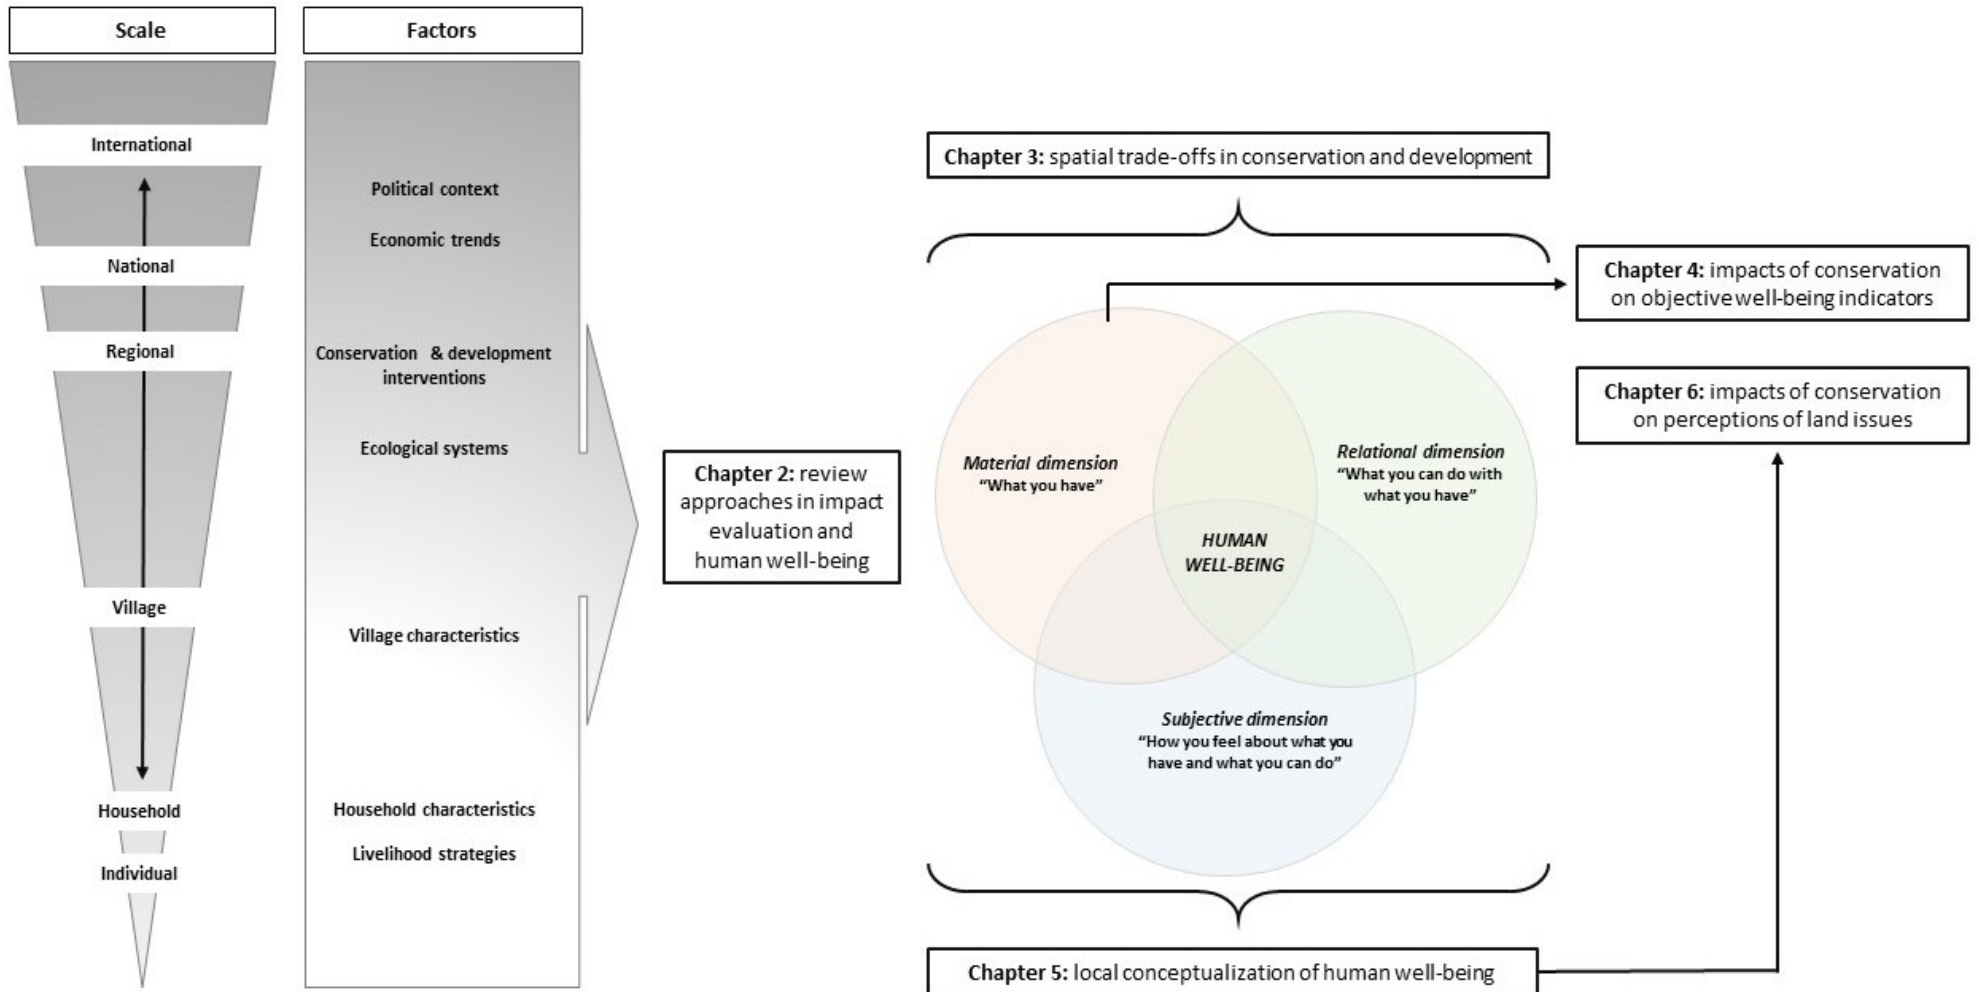 Scale
International
National
Regional
Village
Household
Individual
Factors
Political context
Economic trends
Conservation & development
interventions
Ecological systems
Village characteristics
Household characteristics
Livelihood strategies
Chapter 2: review
approaches in impact
evaluation and
human well-being
Chapter 3: spatial trade-offs in conservation and development
Material dimension
“What you have”
Relational dimension
“What you can do with
what you have”
HUMAN
WELL-BEING
Subjective dimension
“How you feel about what you
have and what you can do”
Chapter 4: impacts of conservation
on objective well-being indicators
Chapter 6: impacts of conservation
on perceptions of land issues
Chapter 5: local conceptualization of human well-being